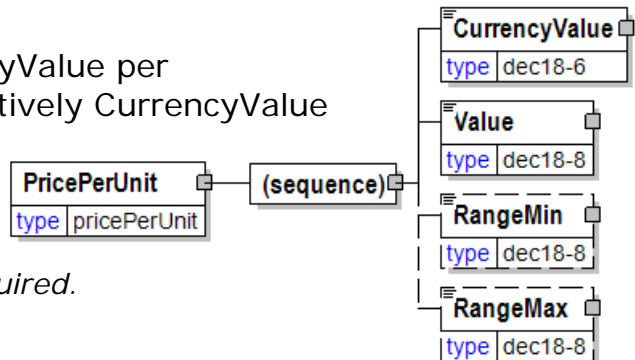 CurrencyValue
type dec18-6
yValue per
tively CurrencyValue
Value
type dec18-8
PricePerUnit
type pricePerUnit
(sequence)
RangeMin
type dec18-8
uired.
RangeMax
type dec18-8